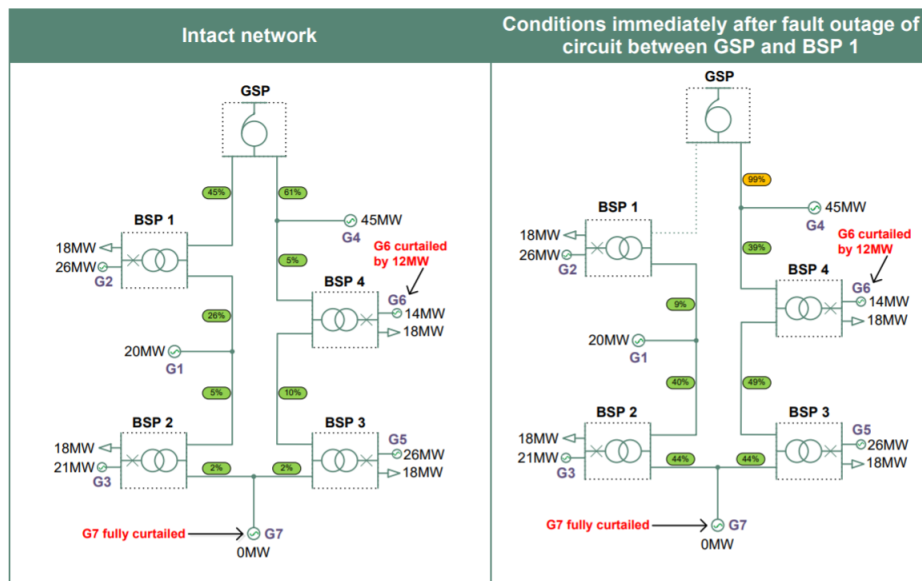 Intact network
Conditions immediately after fault outage of
circuit between GSP and BSP 1
GSP
45%
61%
BSP 1
45MW
18MW
G4
26MW
G6 curtailed
by 12MW
G2
5%
BSP 4
G6
26%
14MW
18MW
20MW
G1
5%
10%
BSP 2
BSP 3
18MW
G5
21MW
26MW
G3
2%
2%
18MW
G7 fully curtailed
G7
0MW
GSP
99%
BSP 1
45MW
G4
18MW
39%
G6 curtailed
by 12MW
26MW
G2
BSP 4
G6
9%
14MW
18MW
20MW
G1
40%
49%
BSP 2
BSP 3
18MW
G5
26MW
21MW
44%
44%
18MW
G3
G7 fully curtailed
G7
0MW